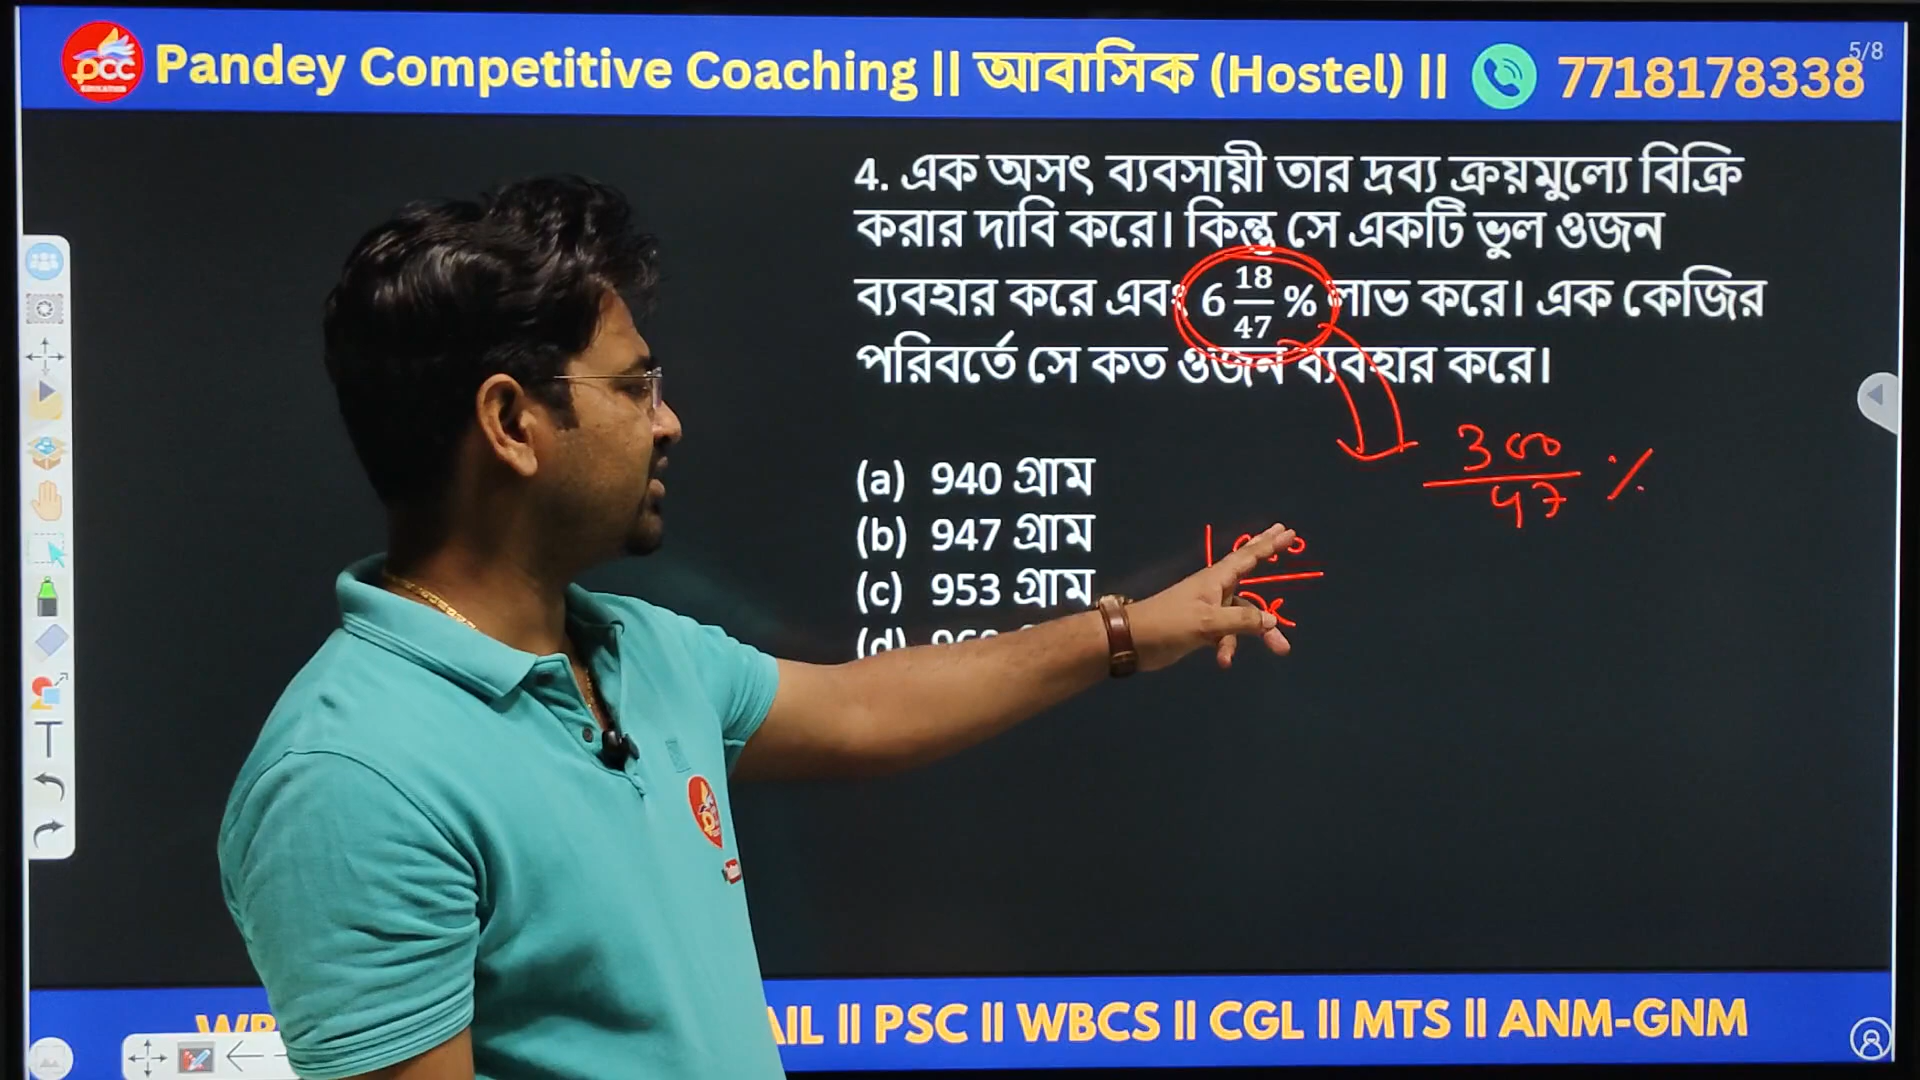 PCC
EDUCATION
Pandey Competitive Coaching || আবাসিক (Hostel) || 7718178338
5/8
4. এক অসৎ ব্যবসায়ী তার দ্রব্য ক্রয়মুল্যে বিক্রি
করার দাবি করে। কিন্তু সে একটি ভুল ওজন
ব্যবহার করে এবং 6 18/47 % লাভ করে। এক কেজির
পরিবর্তে সে কত ওজন ব্যবহার করে।
300/47 %
(a) 940 গ্রাম
(b) 947 গ্রাম
(c) 953 গ্রাম
(d)
T
|| PSC || WBCS || CGL || MTS || ANM-GNM